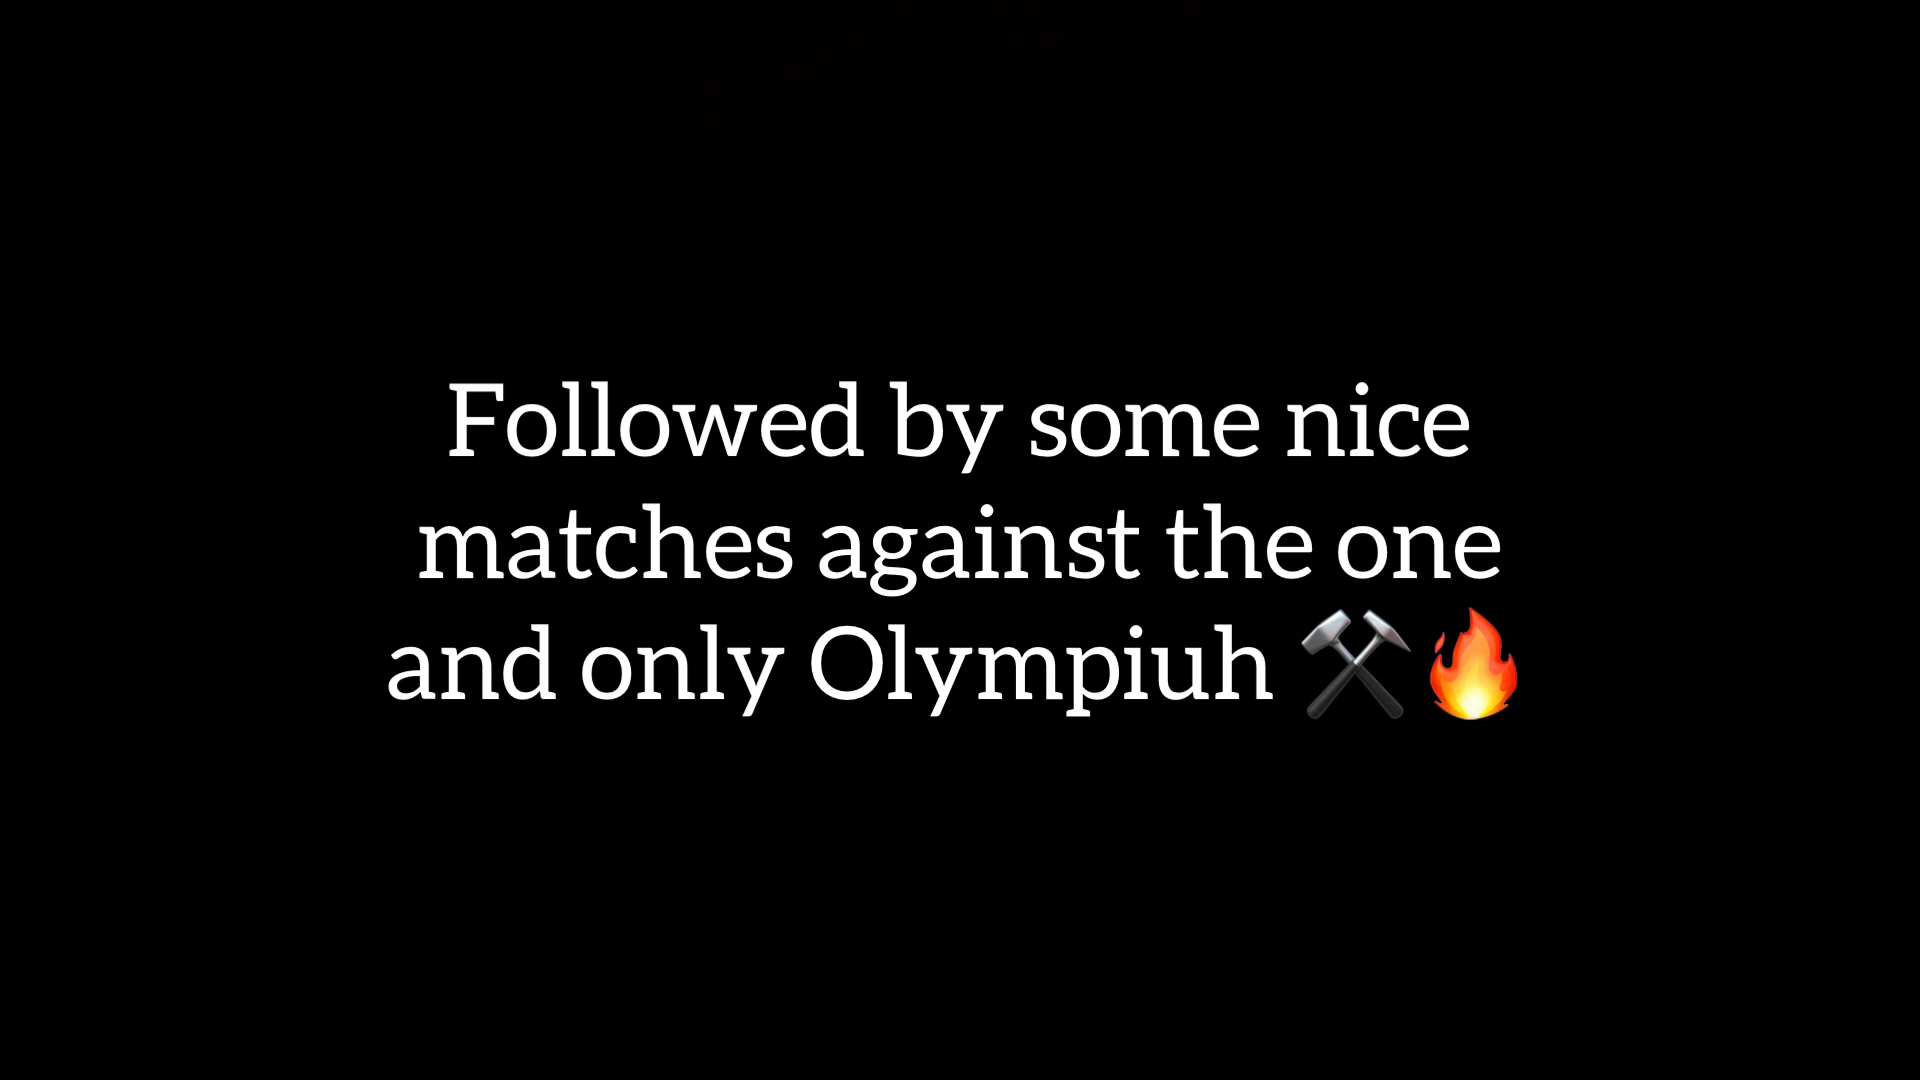 Followed by some nice
matches against the one
and only Olympiuh ⚒️🔥